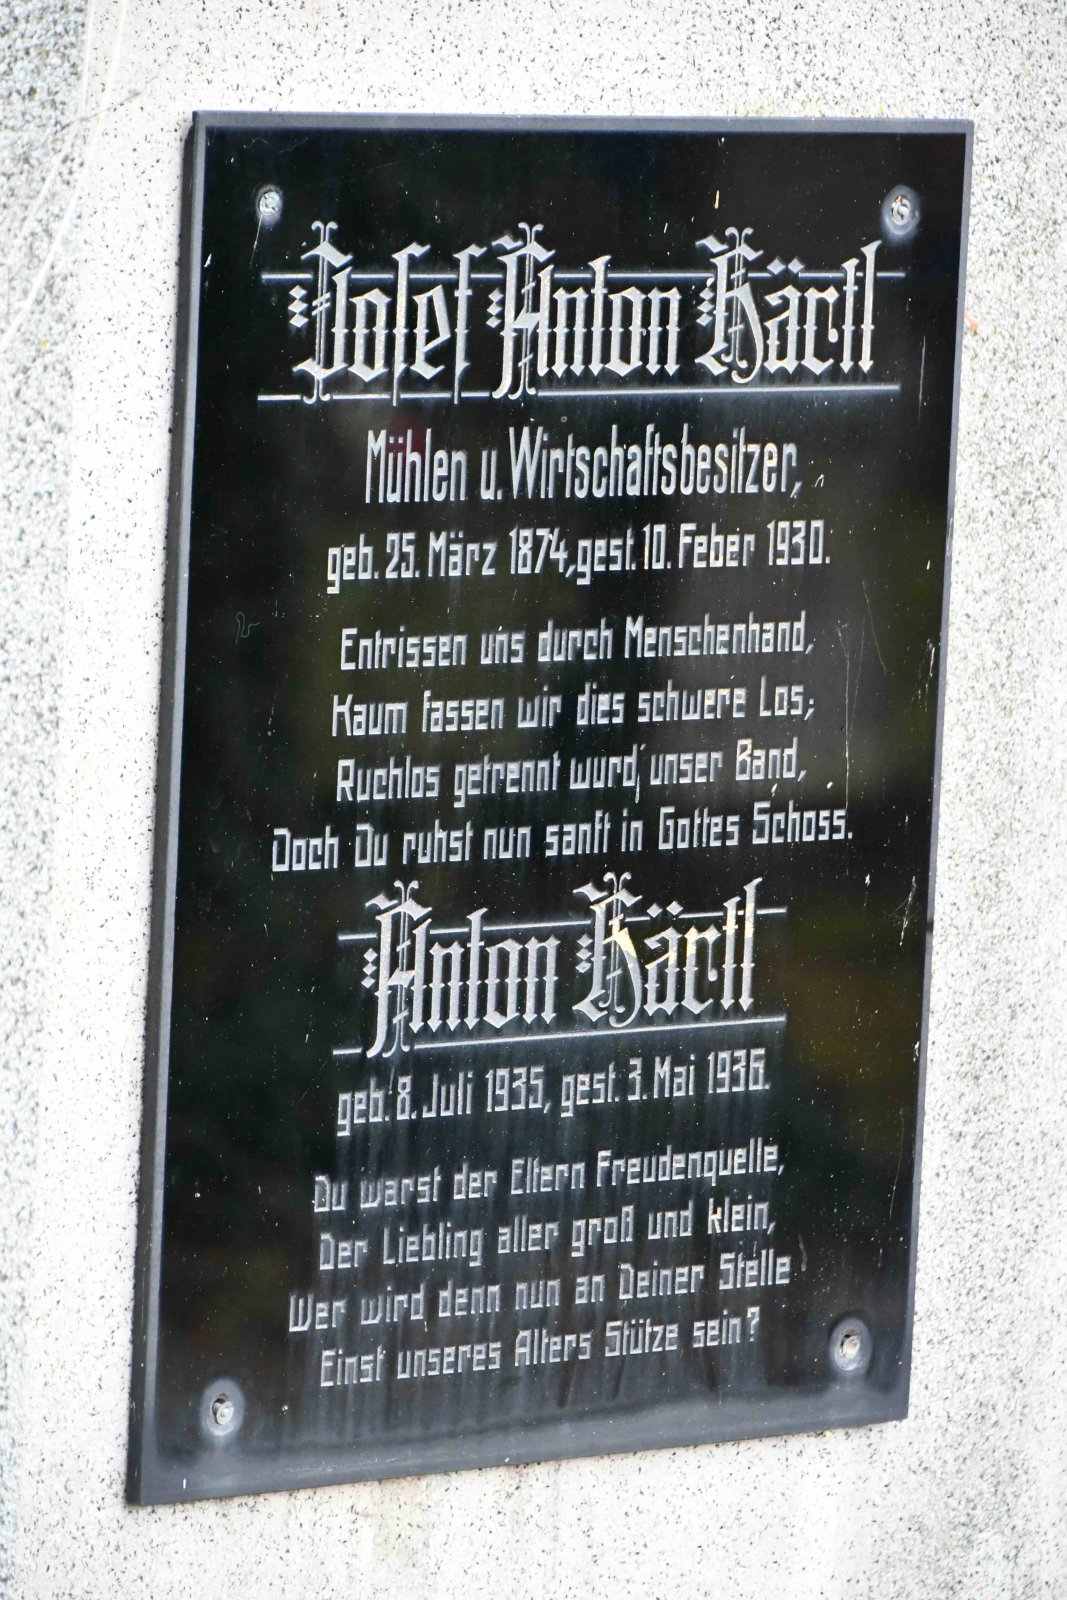 Josef Anton Härtl
Mühlen u. Wirtschaftsbesitzer,
geb. 25. März 1874, gest. 10. Feber 1930.
Entrissen uns durch Menschenhand,
Kaum fassen wir dies schwere Los;
Ruchlos getrennt wurd' unser Band,
Doch Du ruhst nun sanft in Gottes Schoss.
Anton Härtl
geb. 8. Juli 1935, gest. 3. Mai 1936.
Du warst der Eltern Freudenquelle,
Der Liebling aller groß und klein,
Wer wird denn nun an Deiner Stelle
Einst unseres Alters Stütze sein?